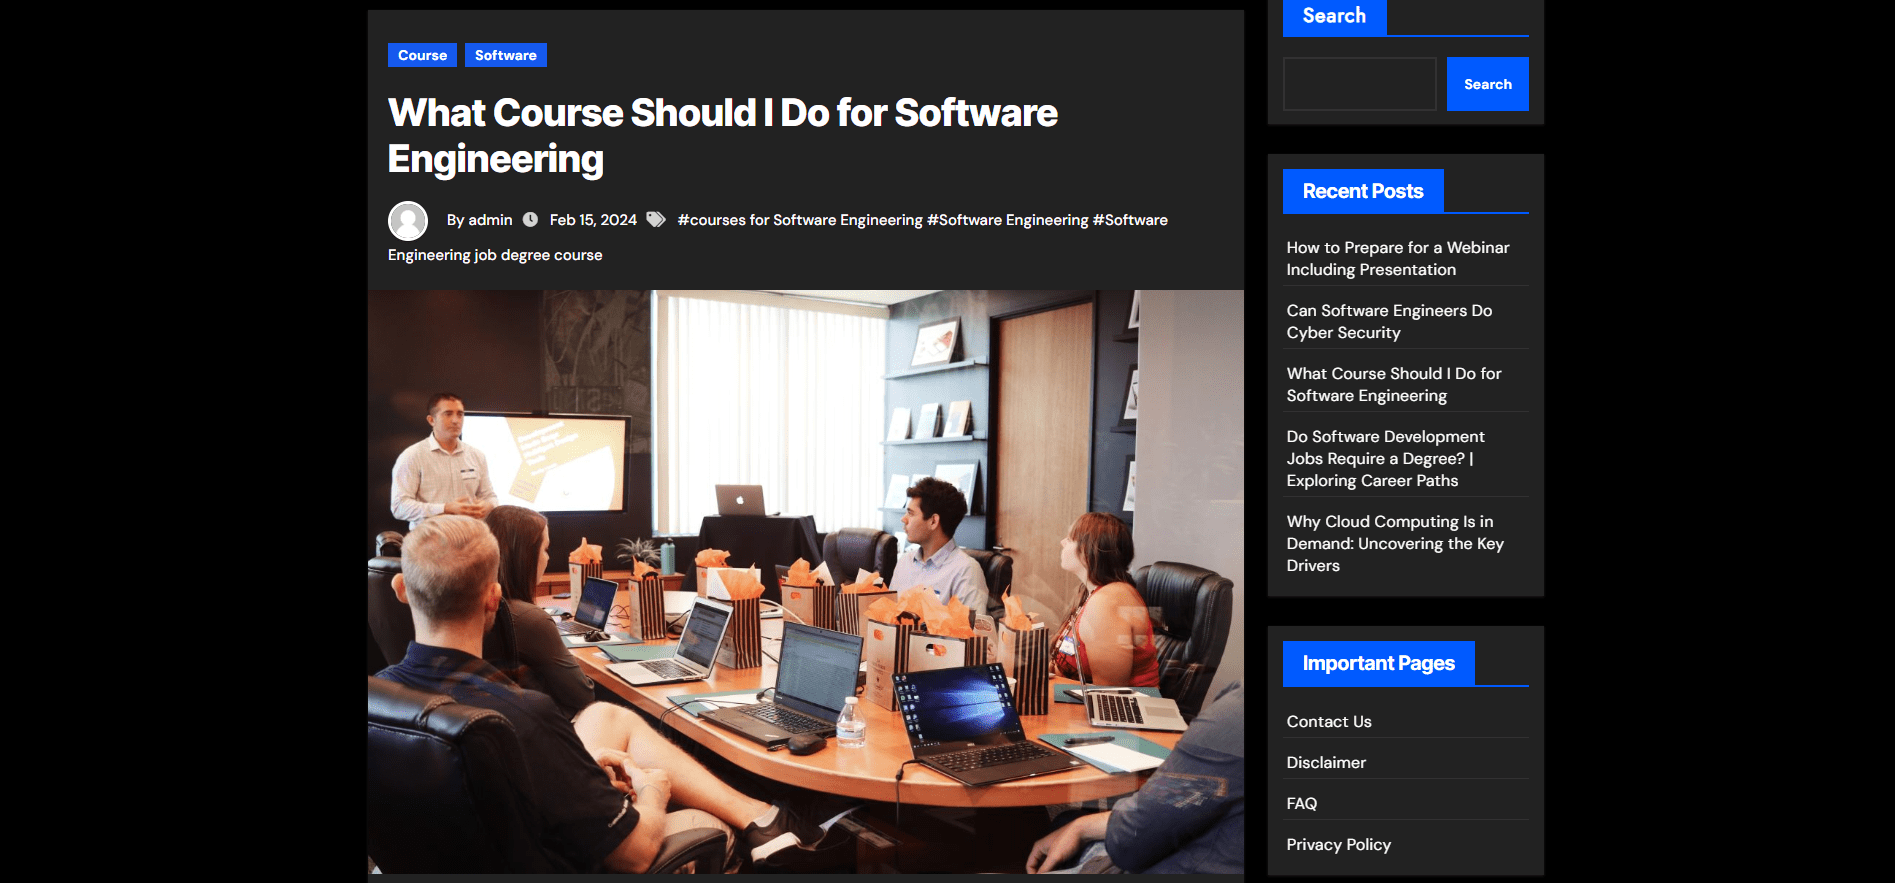 Course
Software
What Course Should I Do for Software
Engineering
By admin
Feb 15, 2024
#courses for Software Engineering #Software Engineering #Software
Engineering job degree course
Search
Search
Recent Posts
How to Prepare for a Webinar
Including Presentation
Can Software Engineers Do
Cyber Security
What Course Should I Do for
Software Engineering
Do Software Development
Jobs Require a Degree? |
Exploring Career Paths
Why Cloud Computing Is in
Demand: Uncovering the Key
Drivers
Important Pages
Contact Us
Disclaimer
FAQ
Privacy Policy